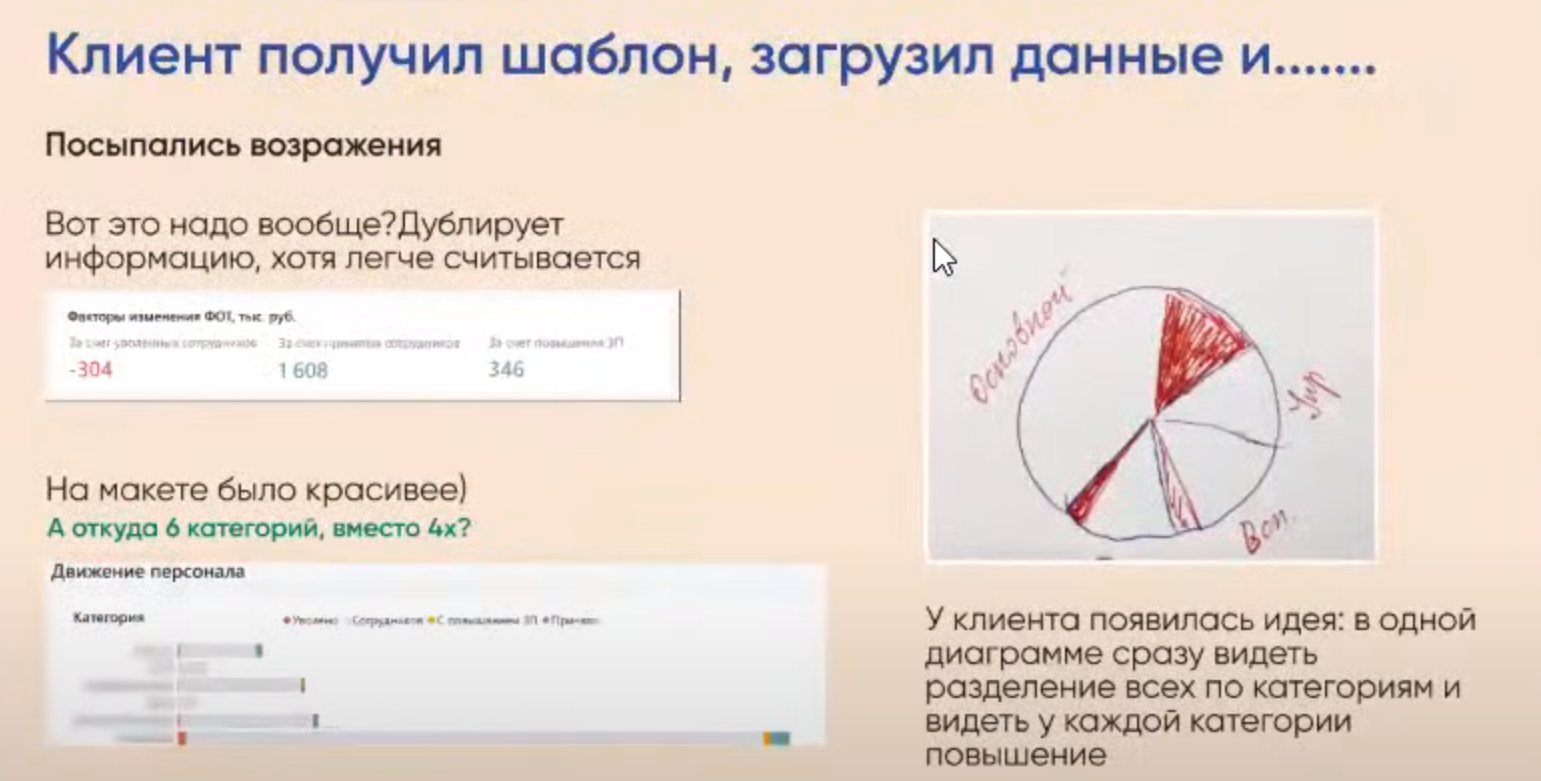 Клиент получил шаблон, загрузил данные и.......
Посыпались возражения
Вот это надо вообще?Дублирует
информацию, хотя легче считывается
Факторы изменения ФОТ, тыс. руб.
За счет уволенных сотрудников За счет принятых сотрудников За счет повышения ЗП
-304 1 608 346
На макете было красивее)
А откуда 6 категорий, вместо 4х?
Движение персонала
Категория Уволено Сотрудников С повышением ЗП Принято
основной
Упр
Всп.
У клиента появилась идея: в одной
диаграмме сразу видеть
разделение всех по категориям и
видеть у каждой категории
повышение